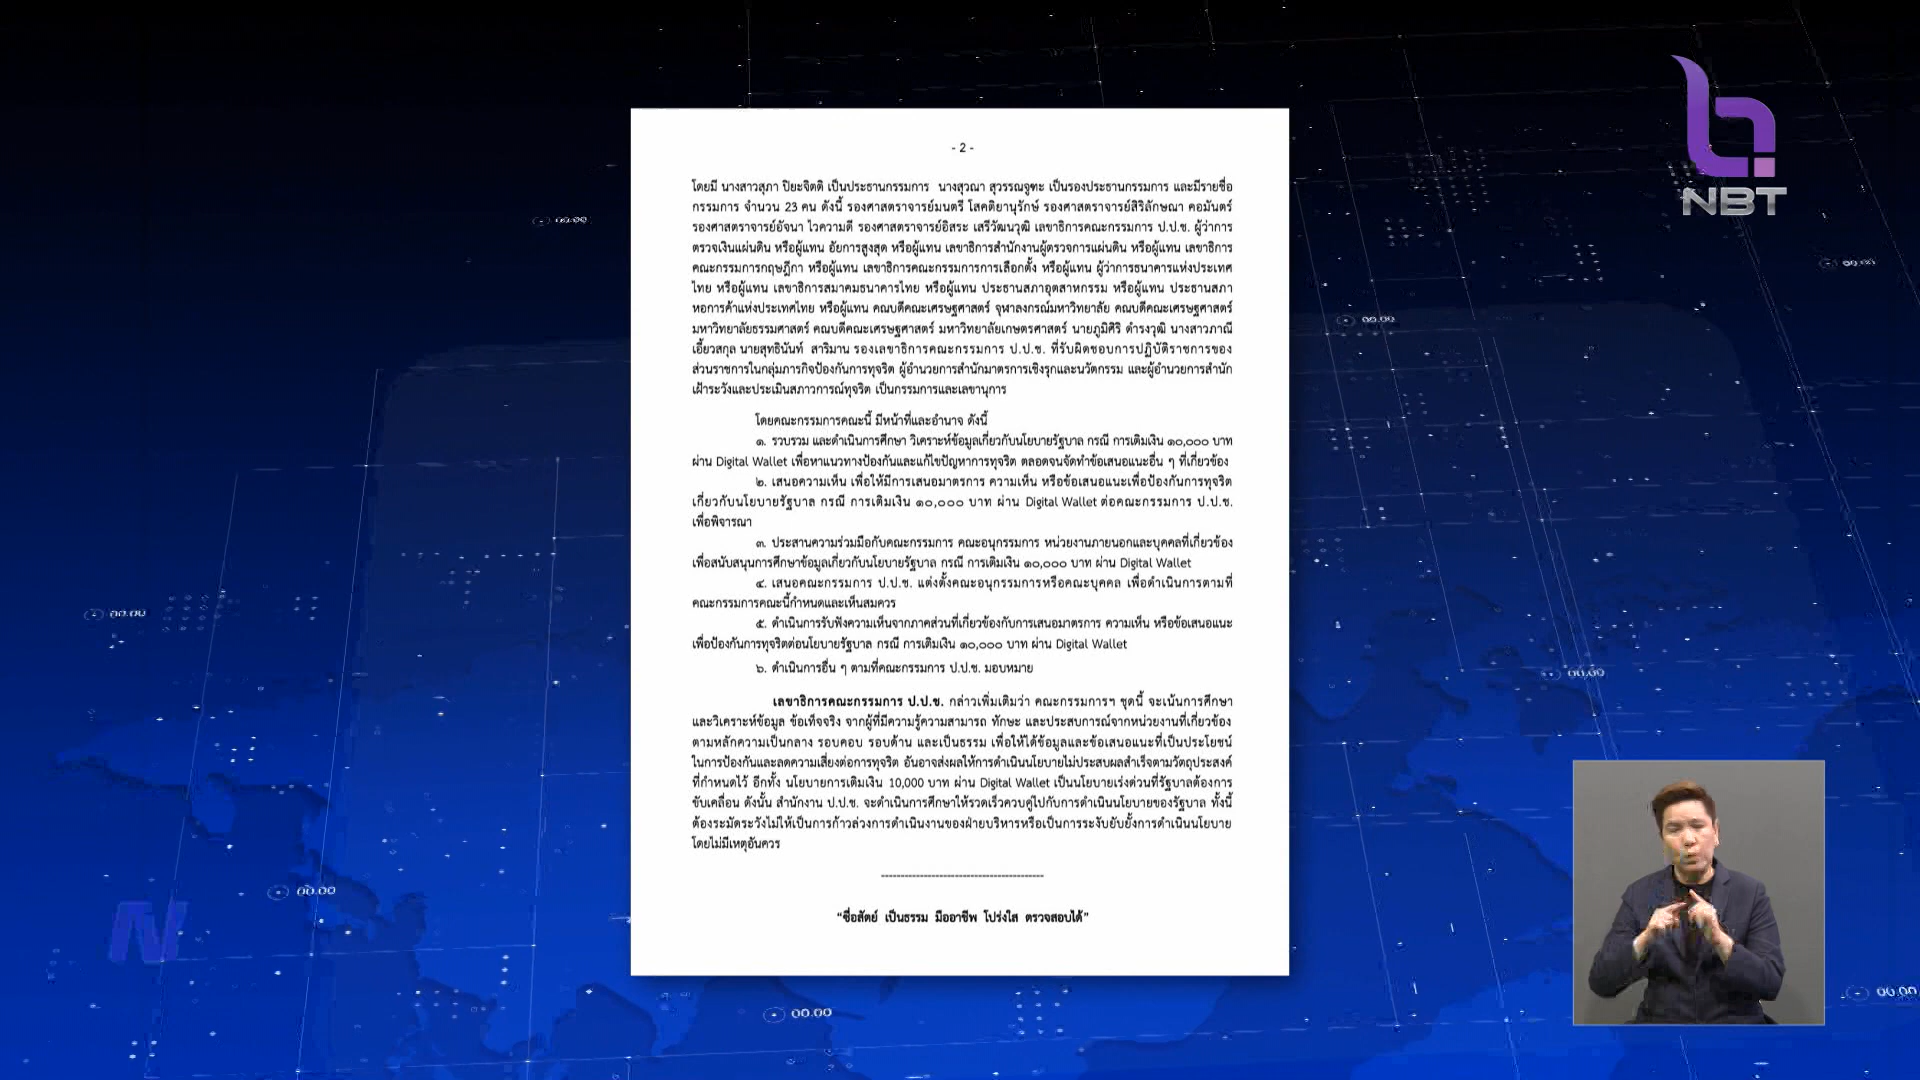 NBT
- 2 -
โดยมี นางสาวสุภา ปิยะจิตติ เป็นประธานกรรมการ นางสุวณา สุวรรณจูฑะ เป็นรองประธานกรรมการ และมีรายชื่อ
กรรมการ จำนวน 23 คน ดังนี้ รองศาสตราจารย์มนตรี โสคติยานุรักษ์ รองศาสตราจารย์สิริลักษณา คอมันตร์
รองศาสตราจารย์อัจนา ไวความดี รองศาสตราจารย์อิสระ เสรีวัฒนวุฒิ เลขาธิการคณะกรรมการ ป.ป.ช. ผู้ว่าการ
ตรวจเงินแผ่นดิน หรือผู้แทน อัยการสูงสุด หรือผู้แทน เลขาธิการสำนักงานผู้ตรวจการแผ่นดิน หรือผู้แทน เลขาธิการ
คณะกรรมการกฤษฎีกา หรือผู้แทน เลขาธิการคณะกรรมการการเลือกตั้ง หรือผู้แทน ผู้ว่าการธนาคารแห่งประเทศ
ไทย หรือผู้แทน เลขาธิการสมาคมธนาคารไทย หรือผู้แทน ประธานสภาอุตสาหกรรม หรือผู้แทน ประธานสภา
หอการค้าแห่งประเทศไทย หรือผู้แทน คณบดีคณะเศรษฐศาสตร์ จุฬาลงกรณ์มหาวิทยาลัย คณบดีคณะเศรษฐศาสตร์
มหาวิทยาลัยธรรมศาสตร์ คณบดีคณะเศรษฐศาสตร์ มหาวิทยาลัยเกษตรศาสตร์ นายภูมิศิริ ดำรงวุฒิ นางสาวภาณี
เอี้ยวสกุล นายสุทธินันท์ สาริมาน รองเลขาธิการคณะกรรมการ ป.ป.ช. ที่รับผิดชอบการปฏิบัติราชการของ
ส่วนราชการในกลุ่มภารกิจป้องกันการทุจริต ผู้อำนวยการสำนักมาตรการเชิงรุกและนวัตกรรม และผู้อำนวยการสำนัก
เฝ้าระวังและประเมินสภาวการณ์ทุจริต เป็นกรรมการและเลขานุการ
โดยคณะกรรมการคณะนี้ มีหน้าที่และอำนาจ ดังนี้
๑. รวบรวม และดำเนินการศึกษา วิเคราะห์ข้อมูลเกี่ยวกับนโยบายรัฐบาล กรณี การเติมเงิน ๑๐,๐๐๐ บาท
ผ่าน Digital Wallet เพื่อหาแนวทางป้องกันและแก้ไขปัญหาการทุจริต ตลอดจนจัดทำข้อเสนอแนะอื่น ๆ ที่เกี่ยวข้อง
๒. เสนอความเห็น เพื่อให้มีการเสนอมาตรการ ความเห็น หรือข้อเสนอแนะเพื่อป้องกันการทุจริต
เกี่ยวกับนโยบายรัฐบาล กรณี การเติมเงิน ๑๐,๐๐๐ บาท ผ่าน Digital Wallet ต่อคณะกรรมการ ป.ป.ช.
เพื่อพิจารณา
๓. ประสานความร่วมมือกับคณะกรรมการ คณะอนุกรรมการ หน่วยงานภายนอกและบุคคลที่เกี่ยวข้อง
เพื่อสนับสนุนการศึกษาข้อมูลเกี่ยวกับนโยบายรัฐบาล กรณี การเติมเงิน ๑๐,๐๐๐ บาท ผ่าน Digital Wallet
๔. เสนอคณะกรรมการ ป.ป.ช. แต่งตั้งคณะอนุกรรมการหรือคณะบุคคล เพื่อดำเนินการตามที่
คณะกรรมการคณะนี้กำหนดและเห็นสมควร
๕. ดำเนินการรับฟังความเห็นจากภาคส่วนที่เกี่ยวข้องกับการเสนอมาตรการ ความเห็น หรือข้อเสนอแนะ
เพื่อป้องกันการทุจริตต่อนโยบายรัฐบาล กรณี การเติมเงิน ๑๐,๐๐๐ บาท ผ่าน Digital Wallet
๖. ดำเนินการอื่น ๆ ตามที่คณะกรรมการ ป.ป.ช. มอบหมาย
เลขาธิการคณะกรรมการ ป.ป.ช. กล่าวเพิ่มเติมว่า คณะกรรมการฯ ชุดนี้ จะเน้นการศึกษา
และวิเคราะห์ข้อมูล ข้อเท็จจริง จากผู้ที่มีความรู้ความสามารถ ทักษะ และประสบการณ์จากหน่วยงานที่เกี่ยวข้อง
ตามหลักความเป็นกลาง รอบคอบ รอบด้าน และเป็นธรรม เพื่อให้ได้ข้อมูลและข้อเสนอแนะที่เป็นประโยชน์
ในการป้องกันและลดความเสี่ยงต่อการทุจริต อันอาจส่งผลให้การดำเนินนโยบายไม่ประสบผลสำเร็จตามวัตถุประสงค์
ที่กำหนดไว้ อีกทั้ง นโยบายการเติมเงิน 10,000 บาท ผ่าน Digital Wallet เป็นนโยบายเร่งด่วนที่รัฐบาลต้องการ
ขับเคลื่อน ดังนั้น สำนักงาน ป.ป.ช. จะดำเนินการศึกษาให้รวดเร็วควบคู่ไปกับการดำเนินนโยบายของรัฐบาล ทั้งนี้
ต้องระมัดระวังไม่ให้เป็นการก้าวล่วงการดำเนินงานของฝ่ายบริหารหรือเป็นการระงับยับยั้งการดำเนินนโยบาย
โดยไม่มีเหตุอันควร
“ซื่อสัตย์ เป็นธรรม มืออาชีพ โปร่งใส ตรวจสอบได้”
00.00
00.00
00.00
00.00
00.00
00.00
00.00
00.00
N